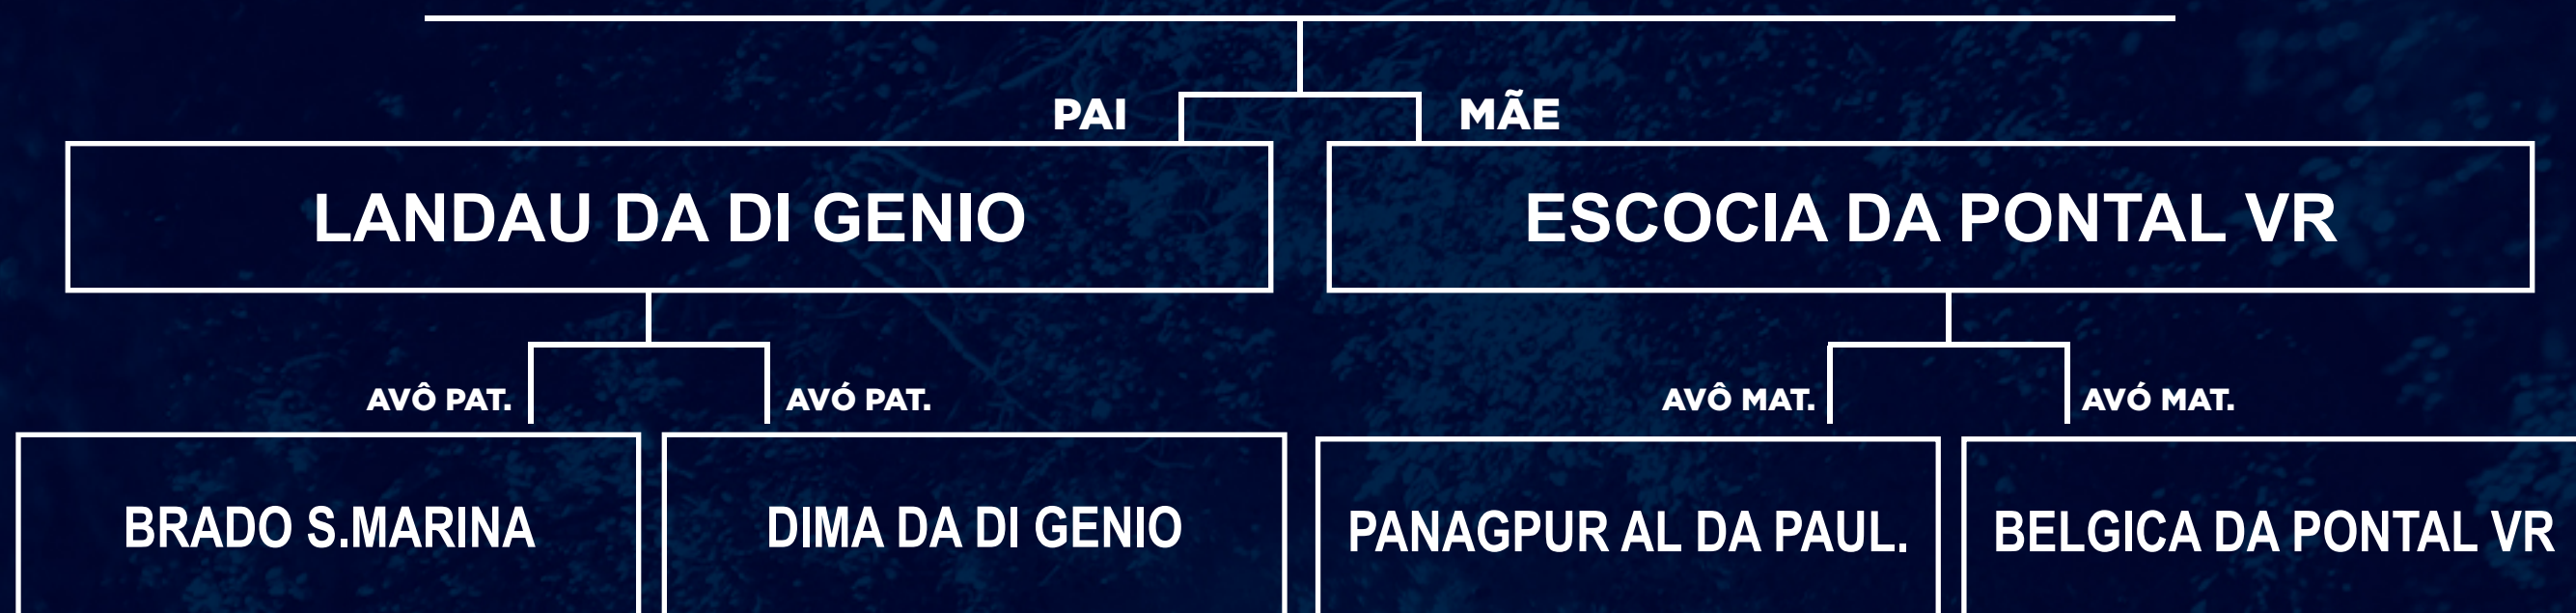 PAI
MÃE
LANDAU DA DI GENIO
ESCOCIA DA PONTAL VR
AVÔ PAT.
AVÓ PAT.
AVÔ MAT.
AVÓ MAT.
BRADO S.MARINA
DIMA DA DI GENIO
PANAGPUR AL DA PAUL.
BELGICA DA PONTAL VR